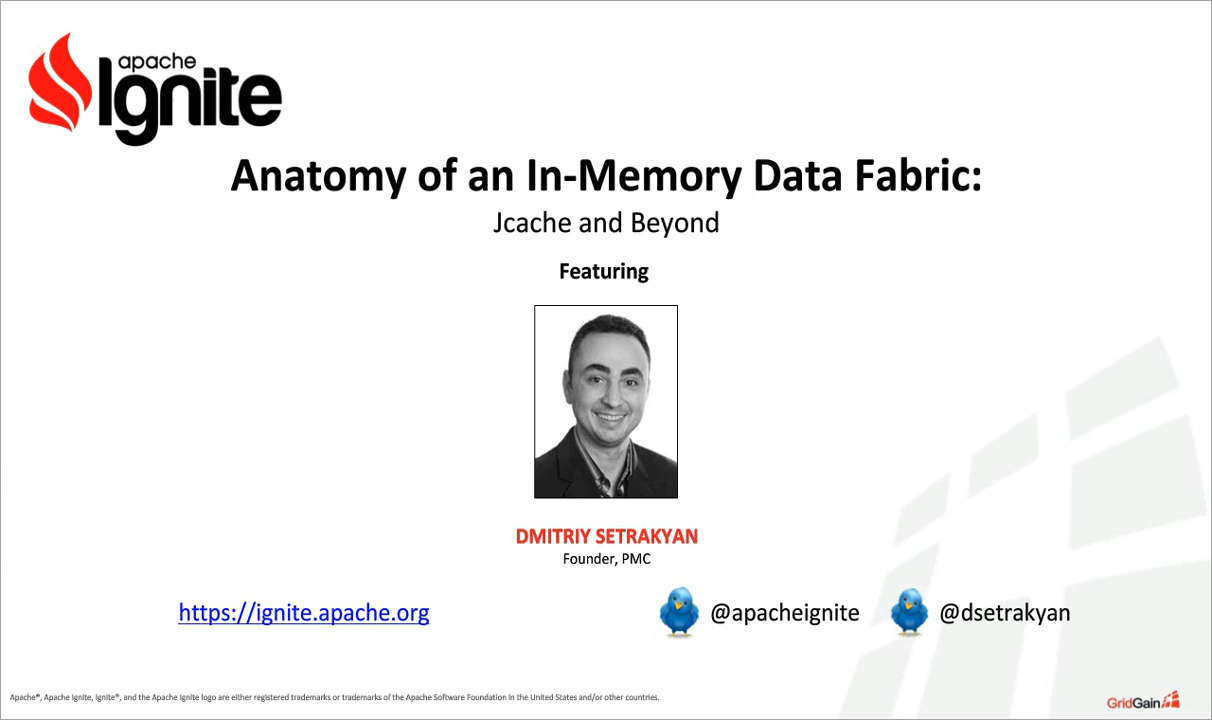 apache
Ignite
Anatomy of an In-Memory Data Fabric:
Jcache and Beyond
Featuring
DMITRIY SETRAKYAN
Founder, PMC
https://ignite.apache.org
@apacheignite
@dsetrakyan
Apache®, Apache Ignite, Ignite®, and the Apache Ignite logo are either registered trademarks or trademarks of the Apache Software Foundation in the United States and/or other countries.
GridGain